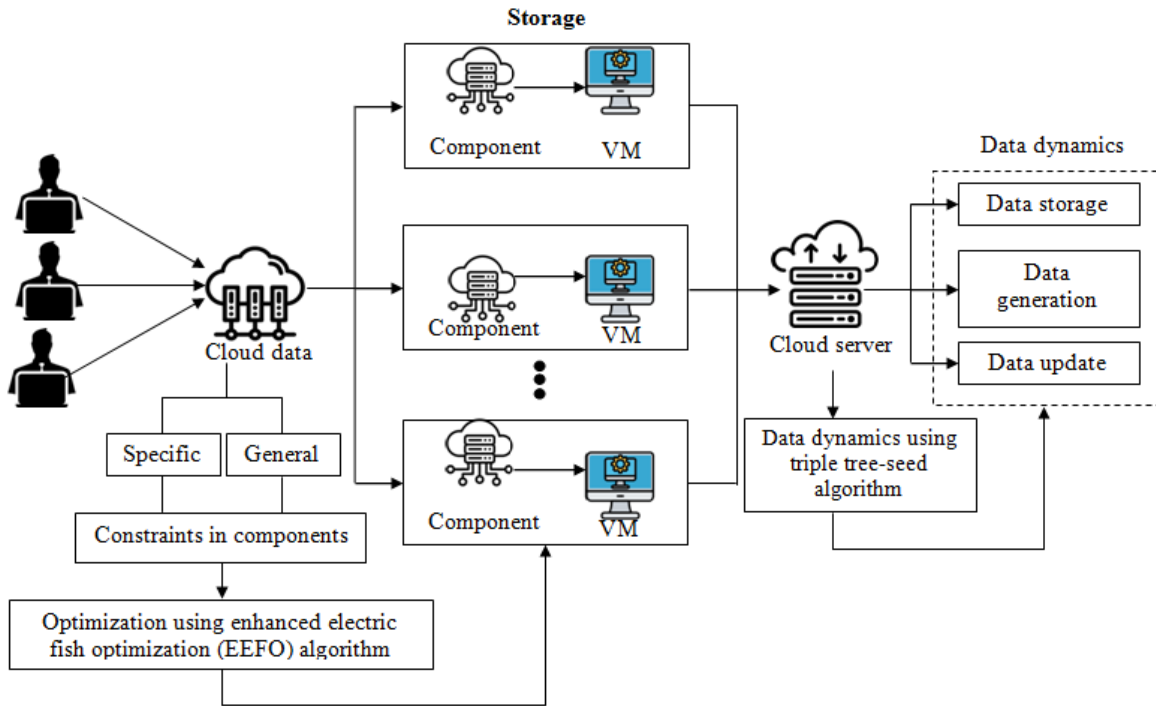 Storage
Component
VM
Data dynamics
Data storage
Component
VM
Data
generation
Cloud data
Cloud server
Data update
Specific
General
Data dynamics using
triple tree-seed
algorithm
Component
VM
Constraints in components
Optimization using enhanced electric
fish optimization (EEFO) algorithm